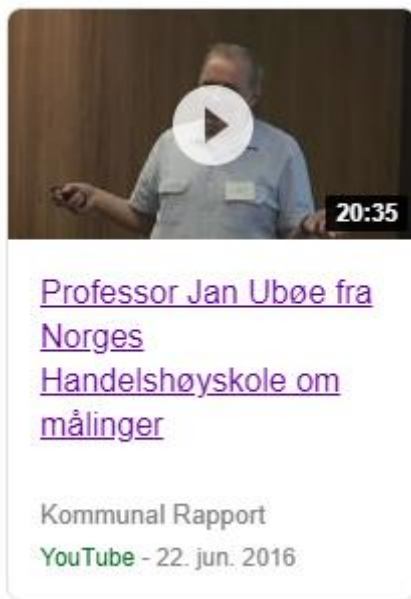 20:35
Professor Jan Ubøe fra
Norges
Handelshøyskole om
målinger
Kommunal Rapport
YouTube - 22. jun. 2016